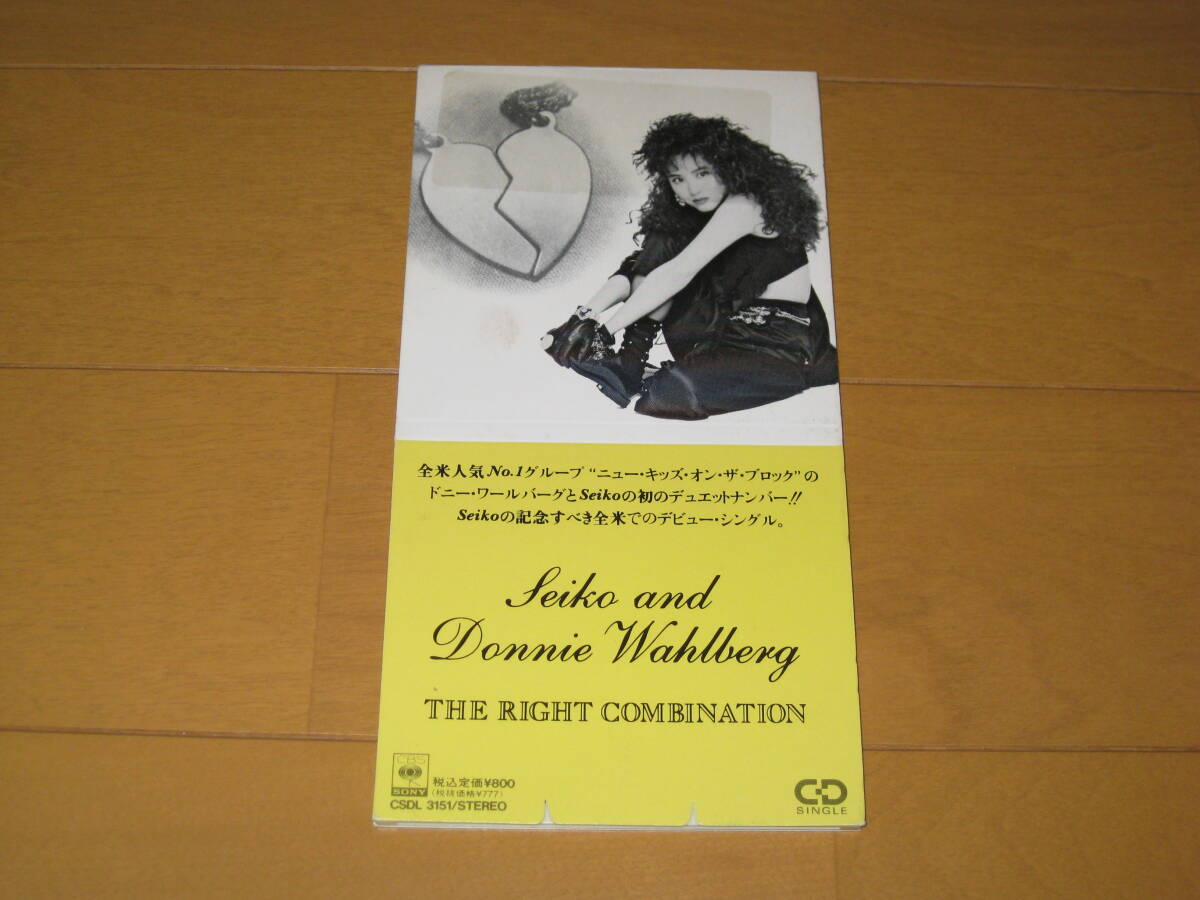 全米人気No.1グループ“ニュー・キッズ・オン・ザ・ブロック”の
ドニー・ワールバーグとSeikoの初のデュエットナンバー!!
Seikoの記念すべき全米でのデビュー・シングル。
Seiko and
Donnie Wahlberg
THE RIGHT COMBINATION
CBS
SONY
税込定価¥800
(税抜価格¥777)
CSDL 3151/STEREO
CD
SINGLE